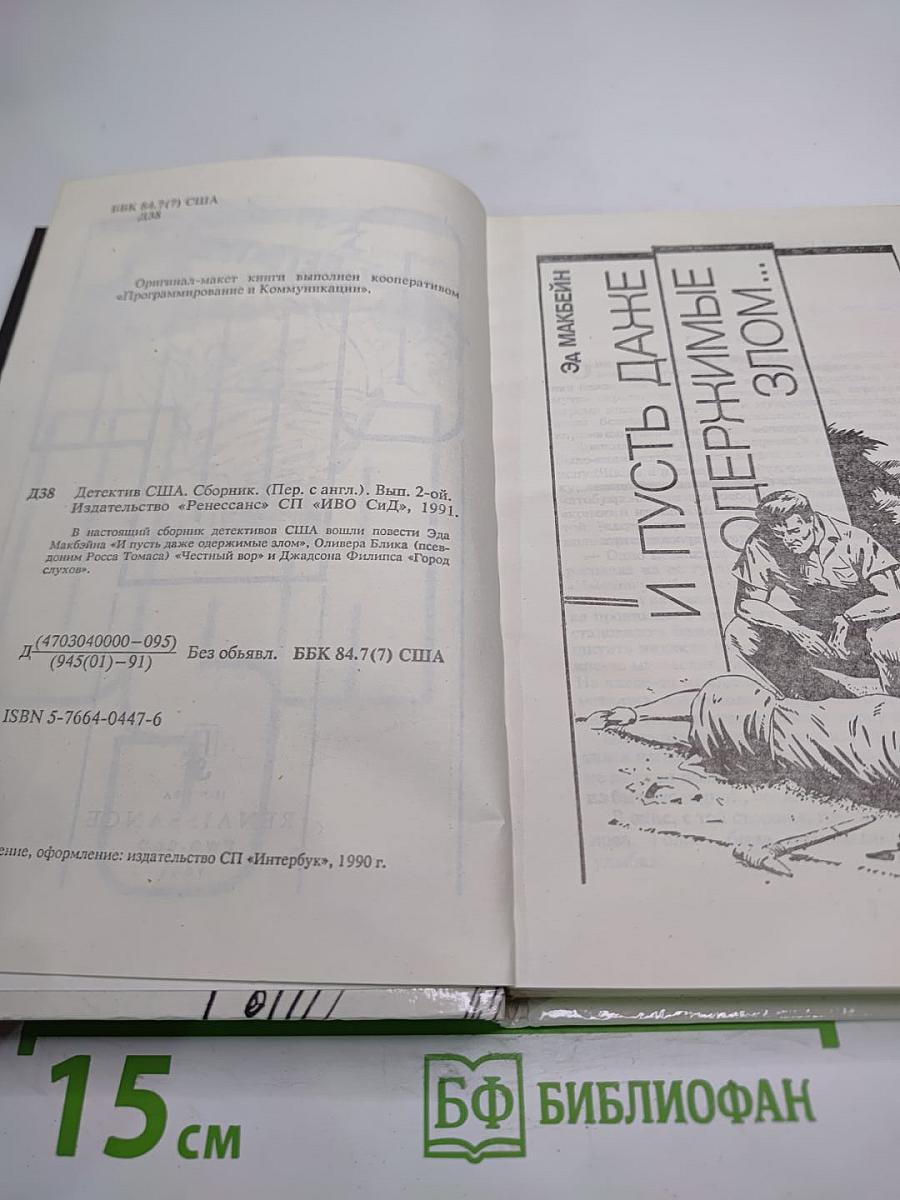 ББК 84.7(7) США
Д38
Оригинал-макет книги выполнен кооперативом
«Программирование и Коммуникации».
Д38 Детектив США. Сборник. (Пер. с англ.). Вып. 2-ой.
Издательство «Ренессанс» СП «ИВО СиД», 1991.
В настоящий сборник детективов США вошли повести Эда
Макбэйна «И пусть даже одержимые злом», Оливера Блика (псев-
доним Росса Томаса) «Честный вор» и Джадсона Филипса «Город
слухов».
Д (4703040000−095)
(945(01)−91)
Без обьявл. ББК 84.7(7) США
ISBN 5-7664-0447-6
ение, оформление: издательство СП «Интербук», 1990 г.
Эд МАКБЕЙН
И ПУСТЬ ДАЖЕ
ОДЕРЖИМЫЕ
ЗЛОМ...
15 см
БФ БИБЛИОФАН